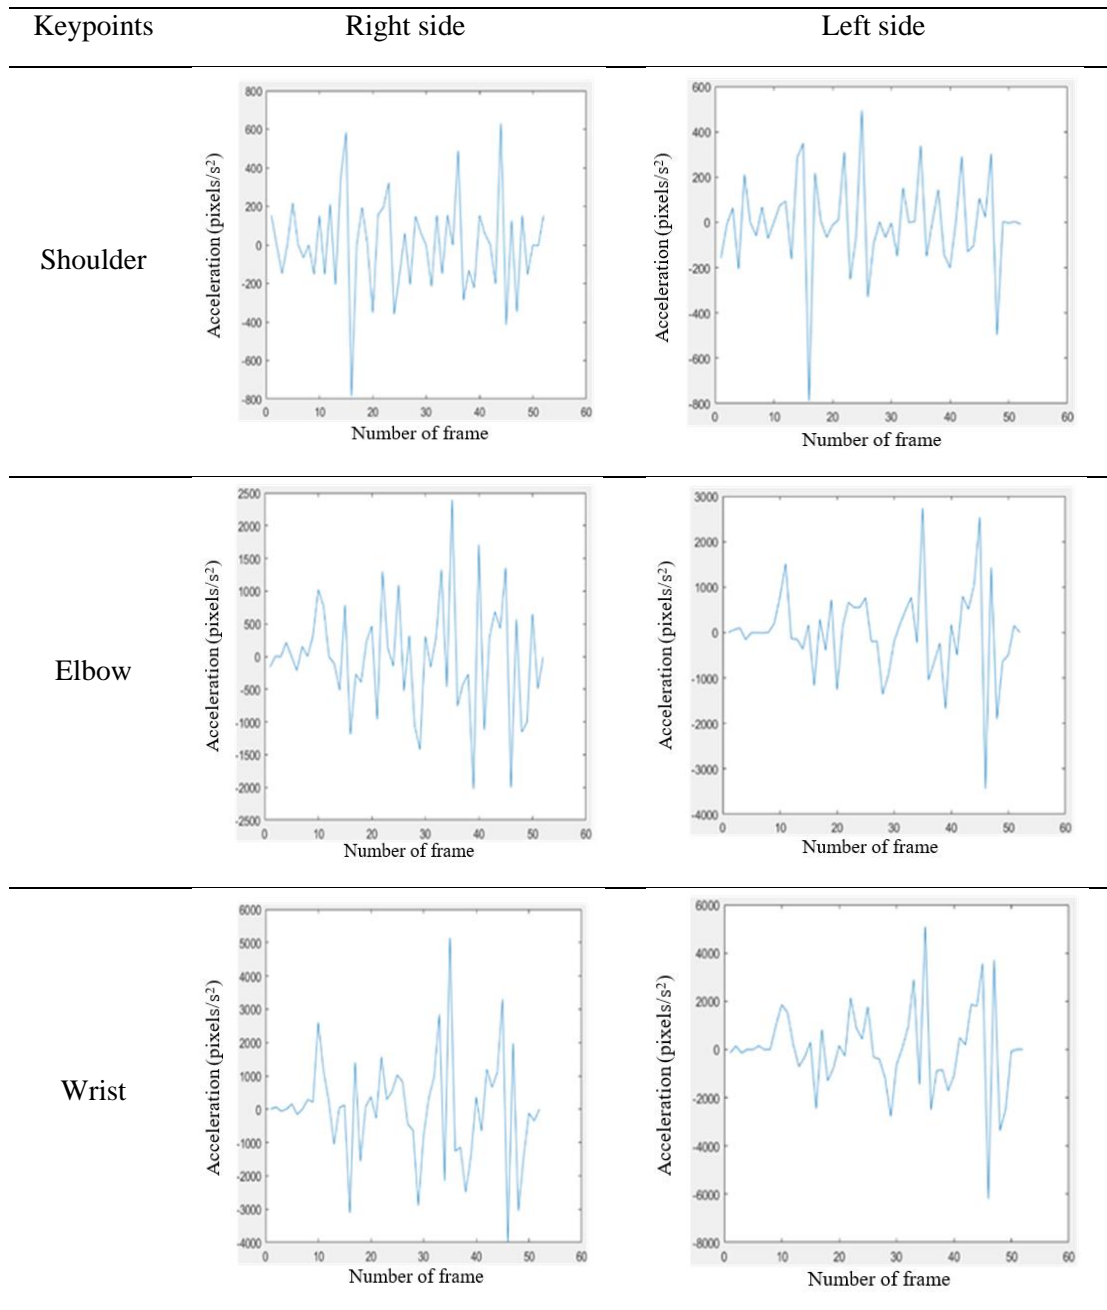 Keypoints Right side Left side
Shoulder
Acceleration (pixels/s²)
800
600
400
200
0
-200
-400
-600
-800
0 10 20 30 40 50 60
Number of frame
Acceleration (pixels/s²)
600
400
200
0
-200
-400
-600
-800
0 10 20 30 40 50 60
Number of frame
Elbow
Acceleration (pixels/s²)
2500
2000
1500
1000
500
0
-500
-1000
-1500
-2000
-2500
0 10 20 30 40 50 60
Number of frame
Acceleration (pixels/s²)
3000
2000
1000
0
-1000
-2000
-3000
-4000
0 10 20 30 40 50 60
Number of frame
Wrist
Acceleration (pixels/s²)
6000
5000
4000
3000
2000
1000
0
-1000
-2000
-3000
-4000
0 10 20 30 40 50 60
Number of frame
Acceleration (pixels/s²)
6000
4000
2000
0
-2000
-4000
-6000
-8000
0 10 20 30 40 50 60
Number of frame